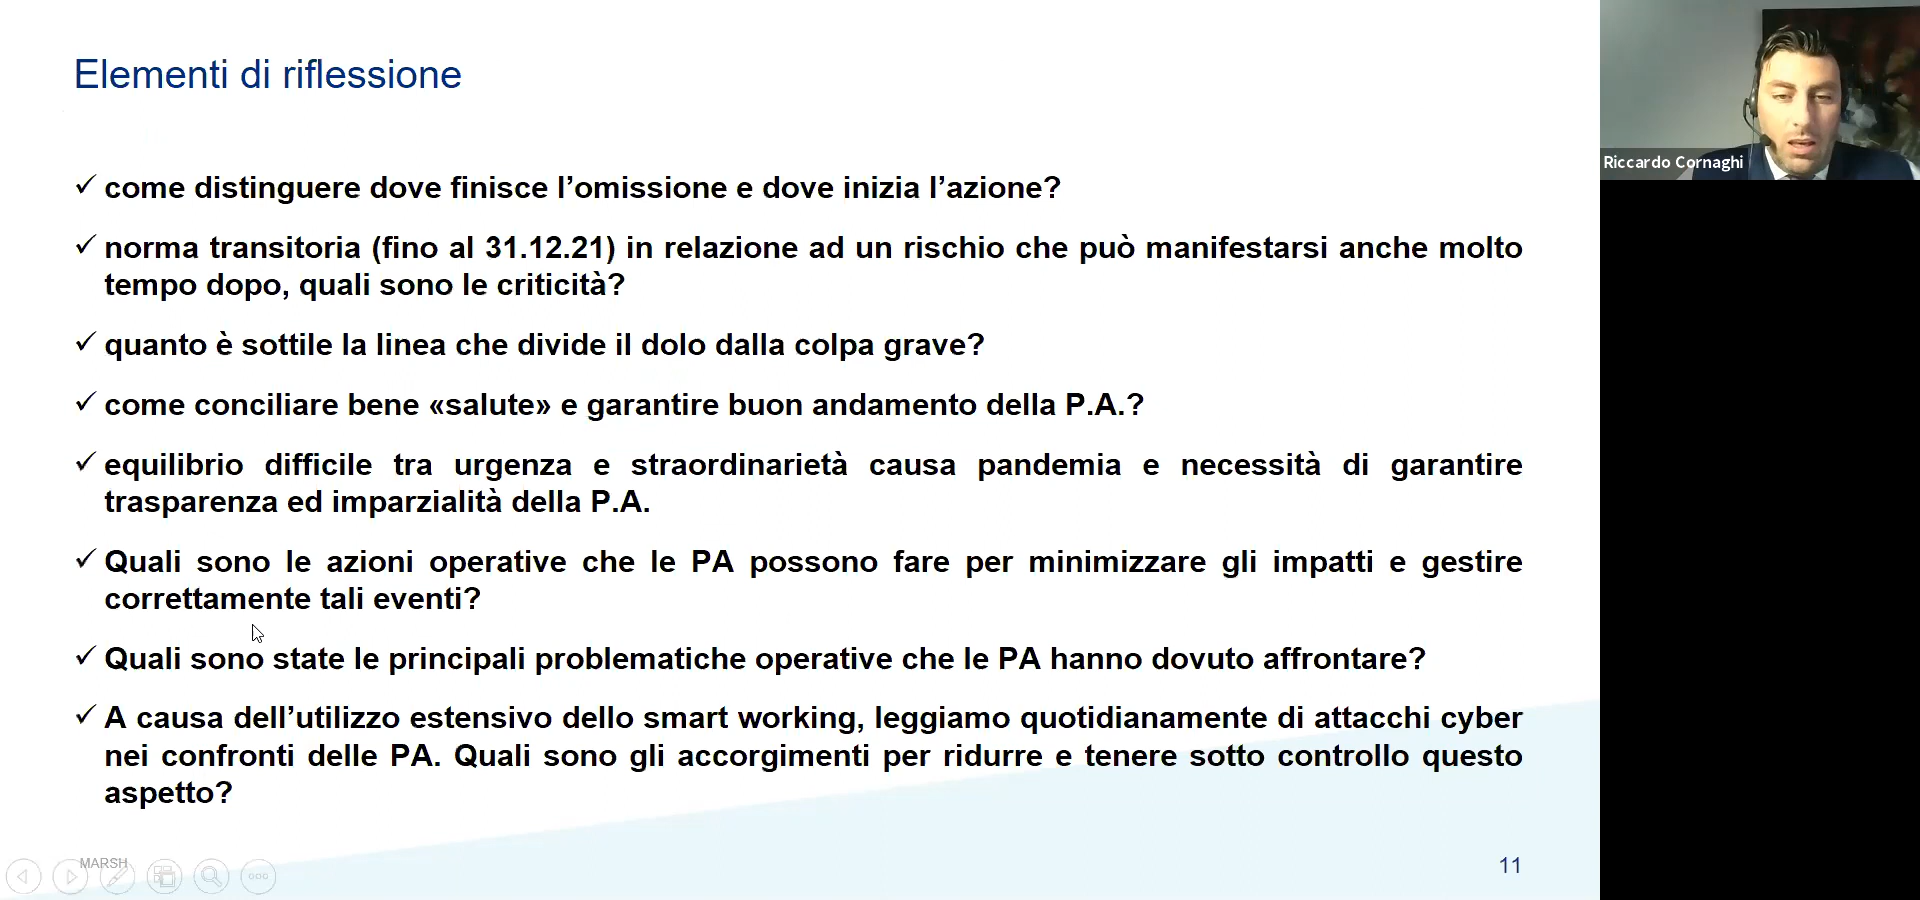 Elementi di riflessione
Riccardo Cornaghi
✓ come distinguere dove finisce l’omissione e dove inizia l’azione?
✓ norma transitoria (fino al 31.12.21) in relazione ad un rischio che può manifestarsi anche molto
tempo dopo, quali sono le criticità?
✓ quanto è sottile la linea che divide il dolo dalla colpa grave?
✓ come conciliare bene «salute» e garantire buon andamento della P.A.?
✓ equilibrio difficile tra urgenza e straordinarietà causa pandemia e necessità di garantire
trasparenza ed imparzialità della P.A.
✓ Quali sono le azioni operative che le PA possono fare per minimizzare gli impatti e gestire
correttamente tali eventi?
✓ Quali sono state le principali problematiche operative che le PA hanno dovuto affrontare?
✓ A causa dell’utilizzo estensivo dello smart working, leggiamo quotidianamente di attacchi cyber
nei confronti delle PA. Quali sono gli accorgimenti per ridurre e tenere sotto controllo questo
aspetto?
MARSH
11